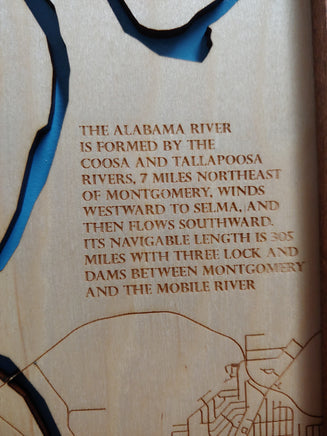 THE ALABAMA RIVER
IS FORMED BY THE
COOSA AND TALLAPOOSA
RIVERS, 7 MILES NORTHEAST
OF MONTGOMERY, WINDS
WESTWARD TO SELMA, AND
THEN FLOWS SOUTHWARD.
ITS NAVIGABLE LENGTH IS 305
MILES WITH THREE LOCK AND
DAMS BETWEEN MONTGOMERY
AND THE MOBILE RIVER